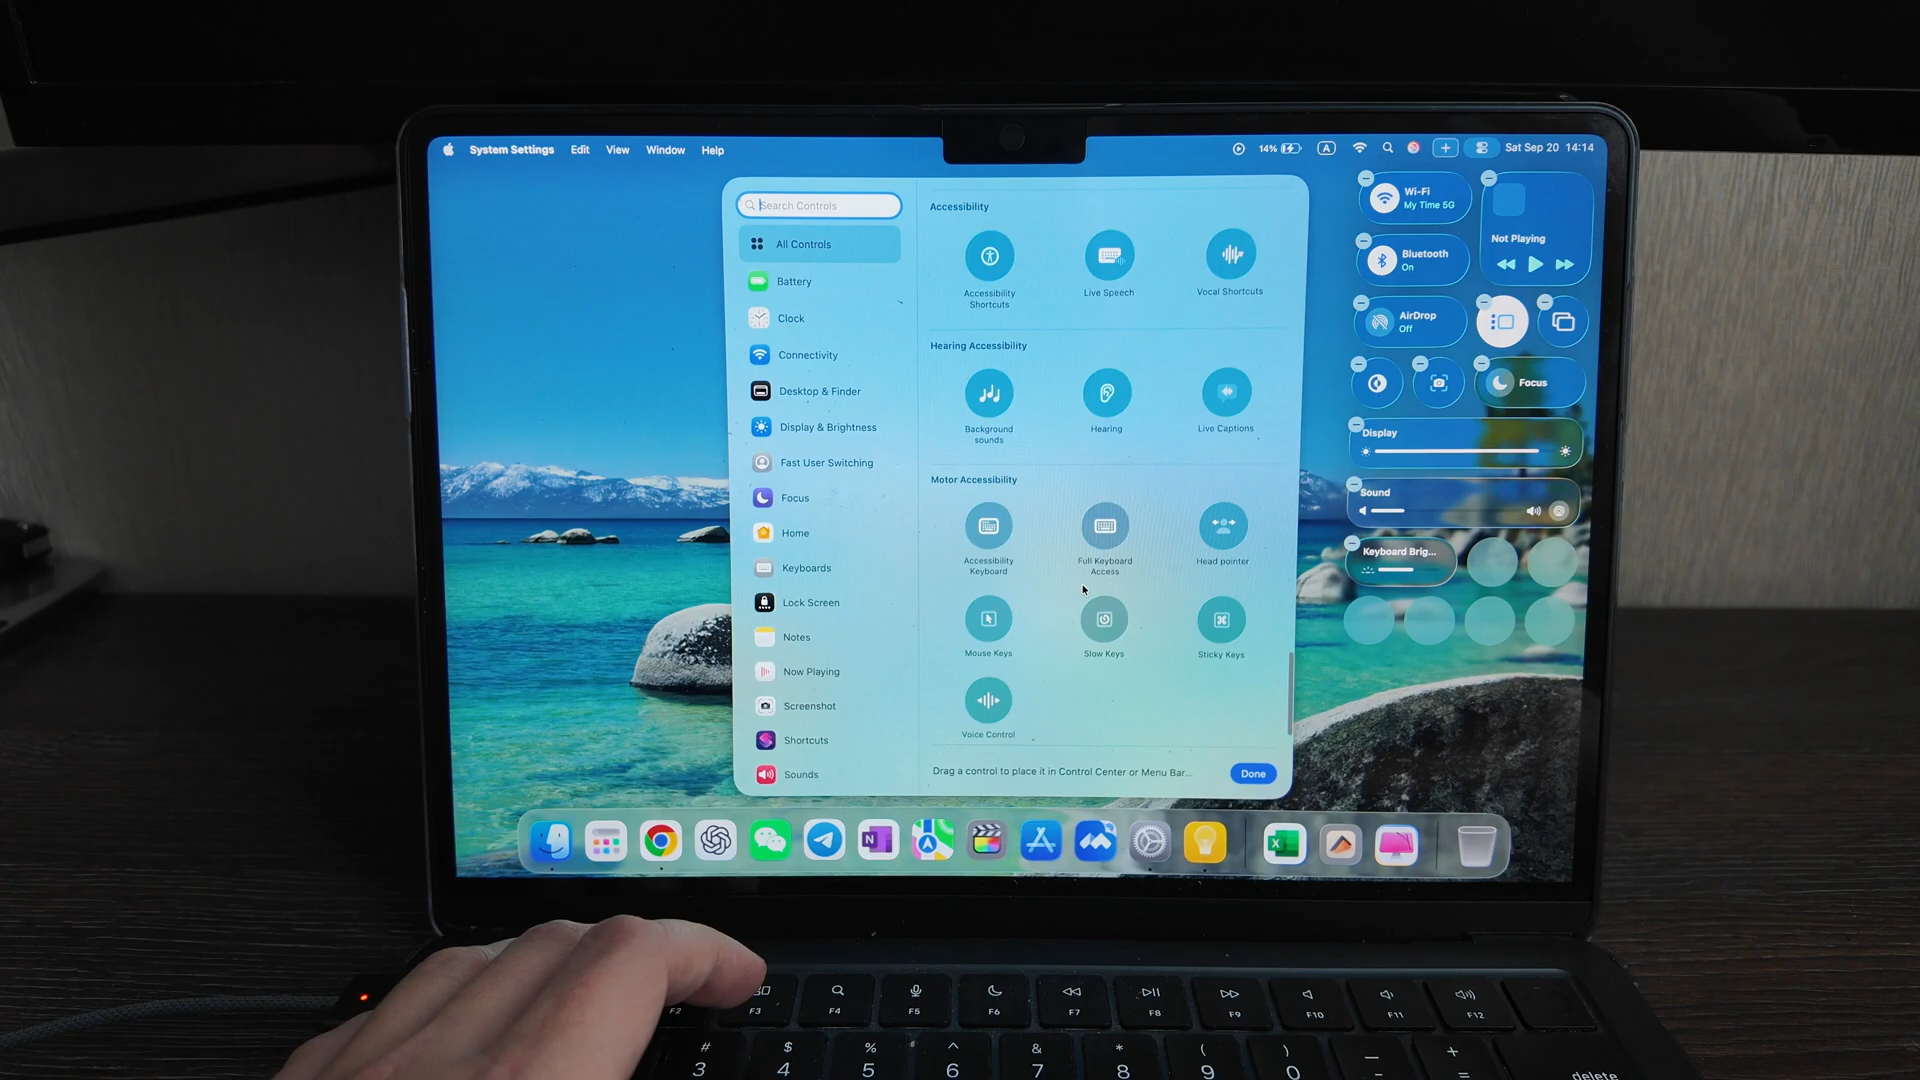 System Settings Edit View Window Help
14% A Sat Sep 20 14:14
Search Controls
All Controls
Battery
Clock
Connectivity
Desktop & Finder
Display & Brightness
Fast User Switching
Focus
Home
Keyboards
Lock Screen
Notes
Now Playing
Screenshot
Shortcuts
Sounds
Accessibility
Accessibility
Shortcuts
Live Speech
Vocal Shortcuts
Hearing Accessibility
Background
sounds
Hearing
Live Captions
Motor Accessibility
Accessibility
Keyboard
Full Keyboard
Access
Head pointer
Mouse Keys
Slow Keys
Sticky Keys
Voice Control
Drag a control to place it in Control Center or Menu Bar...
Done
Wi-Fi
My Time 5G
Not Playing
Bluetooth
On
AirDrop
Off
Focus
Display
Sound
Keyboard Brig...
F2 F3 F4 F5 F6 F7 F8 F9 F10 F11 F12
# $ % ^ & * ( ) — +
3 4 5 6 7 8 9 0 – =
delete